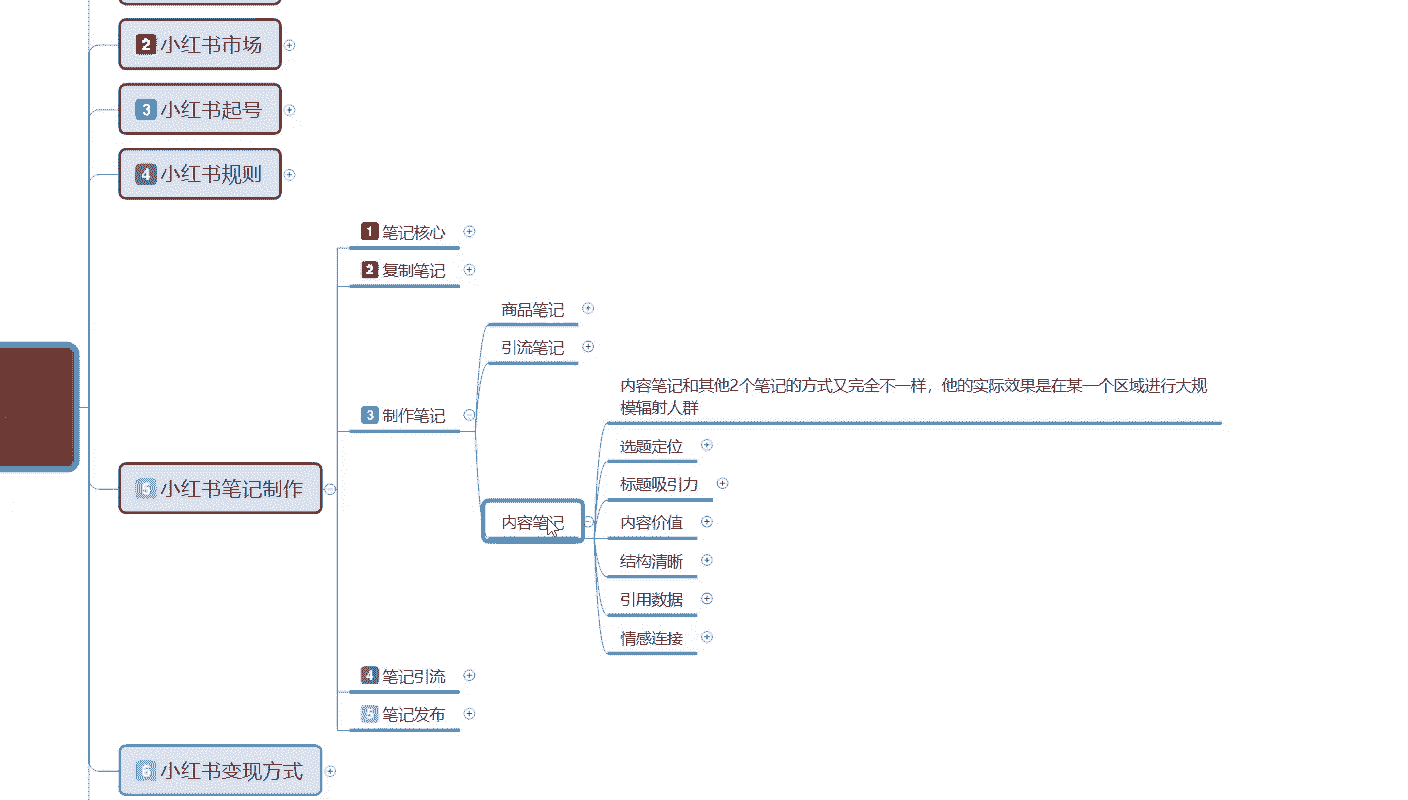 2 小红书市场
3 小红书起号
4 小红书规则
1 笔记核心
2 复制笔记
商品笔记
引流笔记
内容笔记和其他2个笔记的方式又完全不一样，他的实际效果是在某一个区域进行大规
模辐射人群
3 制作笔记
选题定位
标题吸引力
5 小红书笔记制作
内容笔记
内容价值
结构清晰
引用数据
情感连接
4 笔记引流
5 笔记发布
6 小红书变现方式